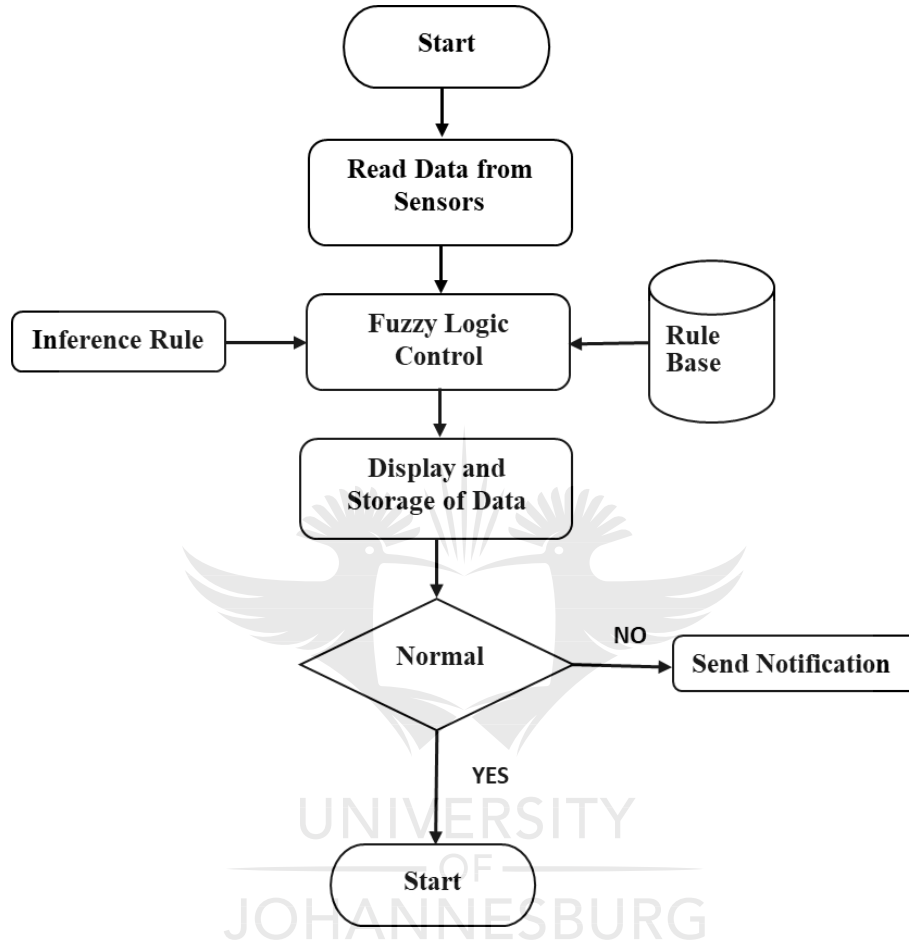 Start
Read Data from
Sensors
Inference Rule
Fuzzy Logic
Control
Rule
Base
Display and
Storage of Data
Normal
NO
Send Notification
YES
UNIVERSITY
OF
Start
JOHANNESBURG